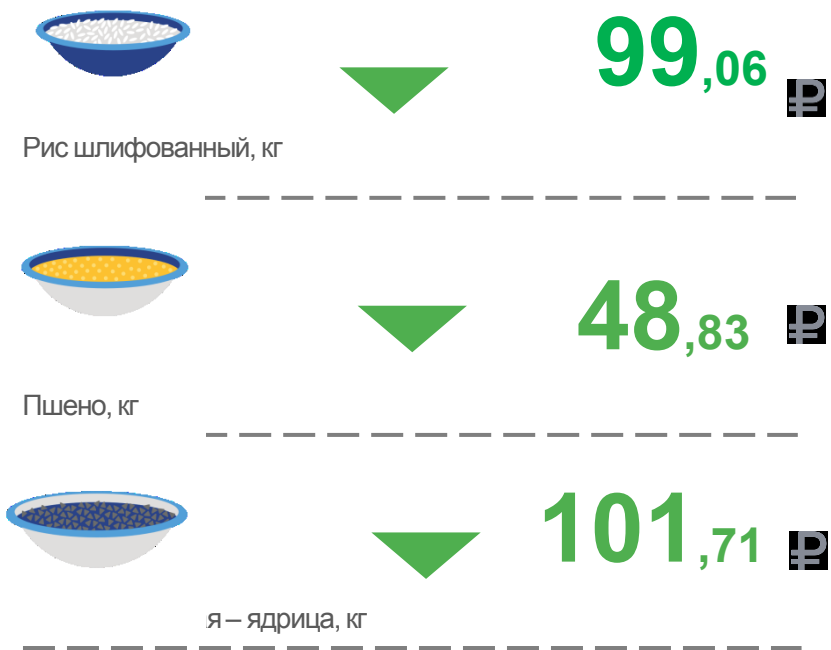 99,06 ₽
Рис шлифованный, кг
48,83 ₽
Пшено, кг
101,71 ₽
я – ядрица, кг